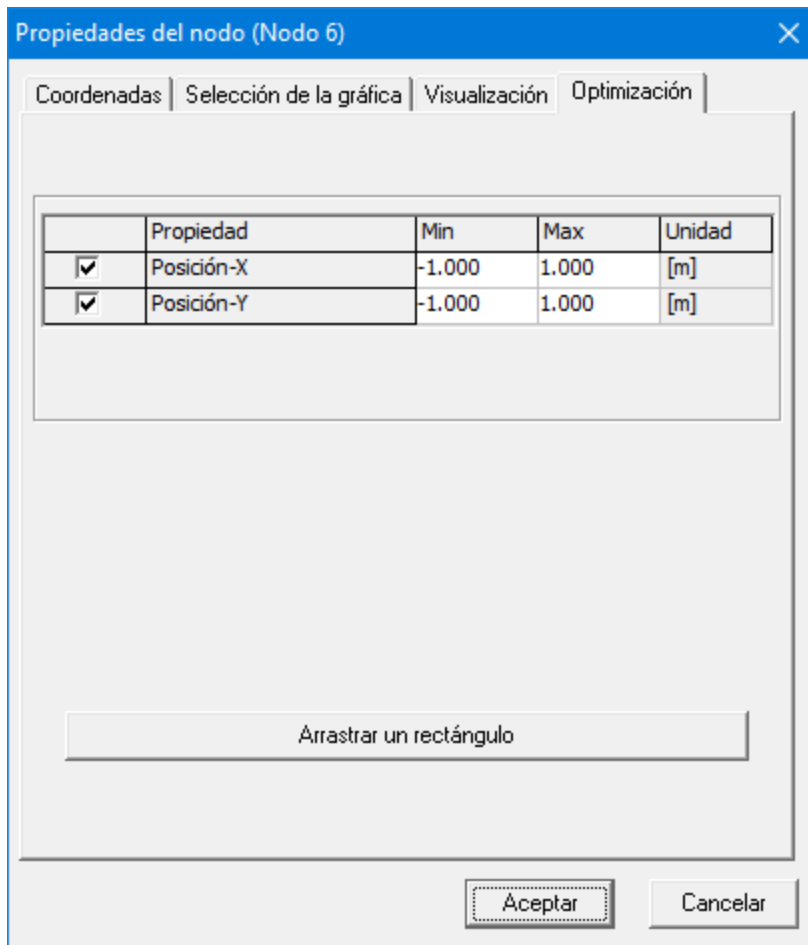 Propiedades del nodo (Nodo 6)
Coordenadas Selección de la gráfica Visualización Optimización
Propiedad Min Max Unidad
Posición-X -1.000 1.000 [m]
Posición-Y -1.000 1.000 [m]
Arrastrar un rectángulo
Aceptar Cancelar